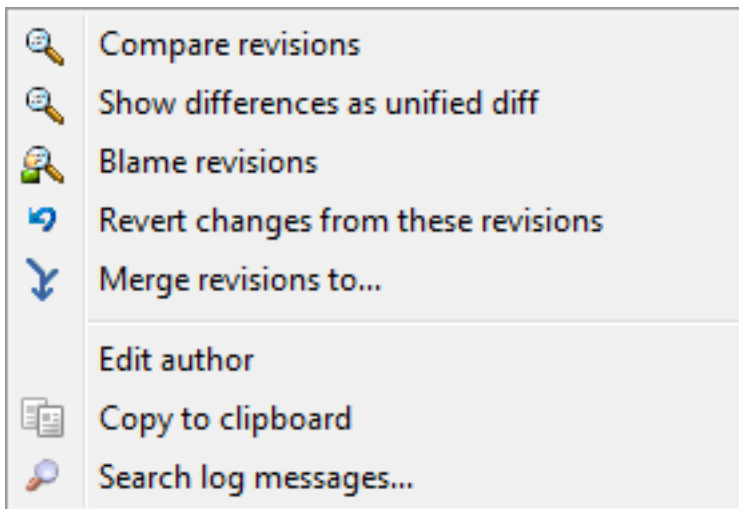 Compare revisions
Show differences as unified diff
Blame revisions
Revert changes from these revisions
Merge revisions to...
Edit author
Copy to clipboard
Search log messages...